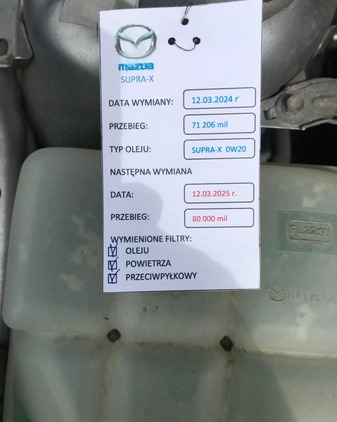 mazda
SUPRA-X
DATA WYMIANY: 12.03.2024 r
PRZEBIEG: 71 206 mil
TYP OLEJU: SUPRA-X 0W20
NASTĘPNA WYMIANA
DATA: 12.03.2025 r.
PRZEBIEG: 80 000 mil
WYMIENIONE FILTRY:
OLEJU
POWIETRZA
PRZECIWPYŁKOWY